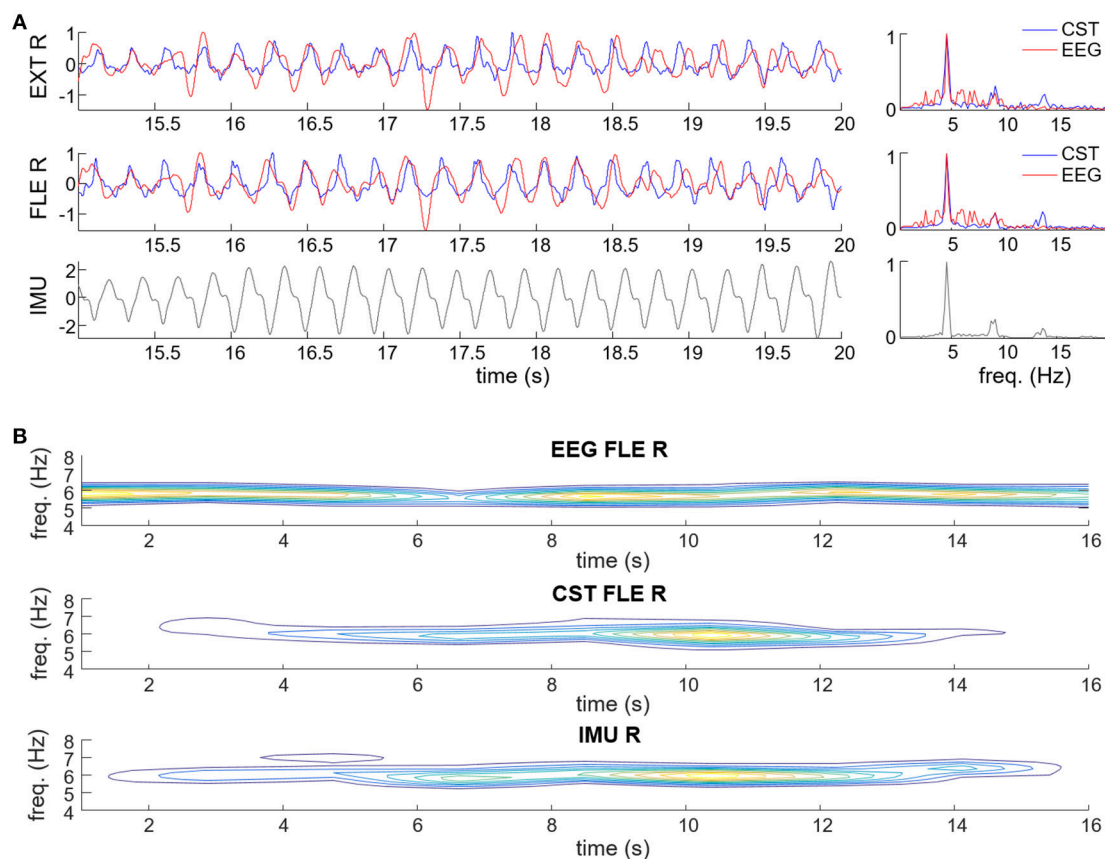 A
EXT R
1
0
-1
15.5 16 16.5 17 17.5 18 18.5 19 19.5 20
1
0
5 10 15
CST
EEG
FLE R
1
0
-1
15.5 16 16.5 17 17.5 18 18.5 19 19.5 20
1
0
5 10 15
CST
EEG
IMU
2
0
-2
15.5 16 16.5 17 17.5 18 18.5 19 19.5 20
time (s)
1
0
5 10 15
freq. (Hz)
B
EEG FLE R
freq. (Hz)
8
7
6
5
4
2 4 6 8 10 12 14 16
time (s)
CST FLE R
freq. (Hz)
8
7
6
5
4
2 4 6 8 10 12 14 16
time (s)
IMU R
freq. (Hz)
8
7
6
5
4
2 4 6 8 10 12 14 16
time (s)